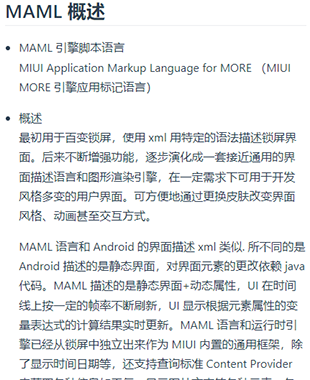 MAML 概述
MAML 引擎脚本语言
MIUI Application Markup Language for MORE （MIUI
MORE 引擎应用标记语言）
概述
最初用于百变锁屏，使用 xml 用特定的语法描述锁屏界
面。后来不断增强功能，逐步演化成一套接近通用的界
面描述语言和图形渲染引擎，在一定需求下可用于开发
风格多变的用户界面。可方便地通过更换皮肤改变界面
风格、动画甚至交互方式。
MAML 语言和 Android 的界面描述 xml 类似. 所不同的是
Android 描述的是静态界面，对界面元素的更改依赖 java
代码。MAML 描述的是静态界面+动态属性，UI 在时间
线上按一定的帧率不断刷新，UI 显示根据元素属性的变
量表达式的计算结果实时更新。MAML 语言和运行时引
擎已经从锁屏中独立出来作为 MIUI 内置的通用框架，除
了显示时间日期等，还支持查询标准 Content Provider